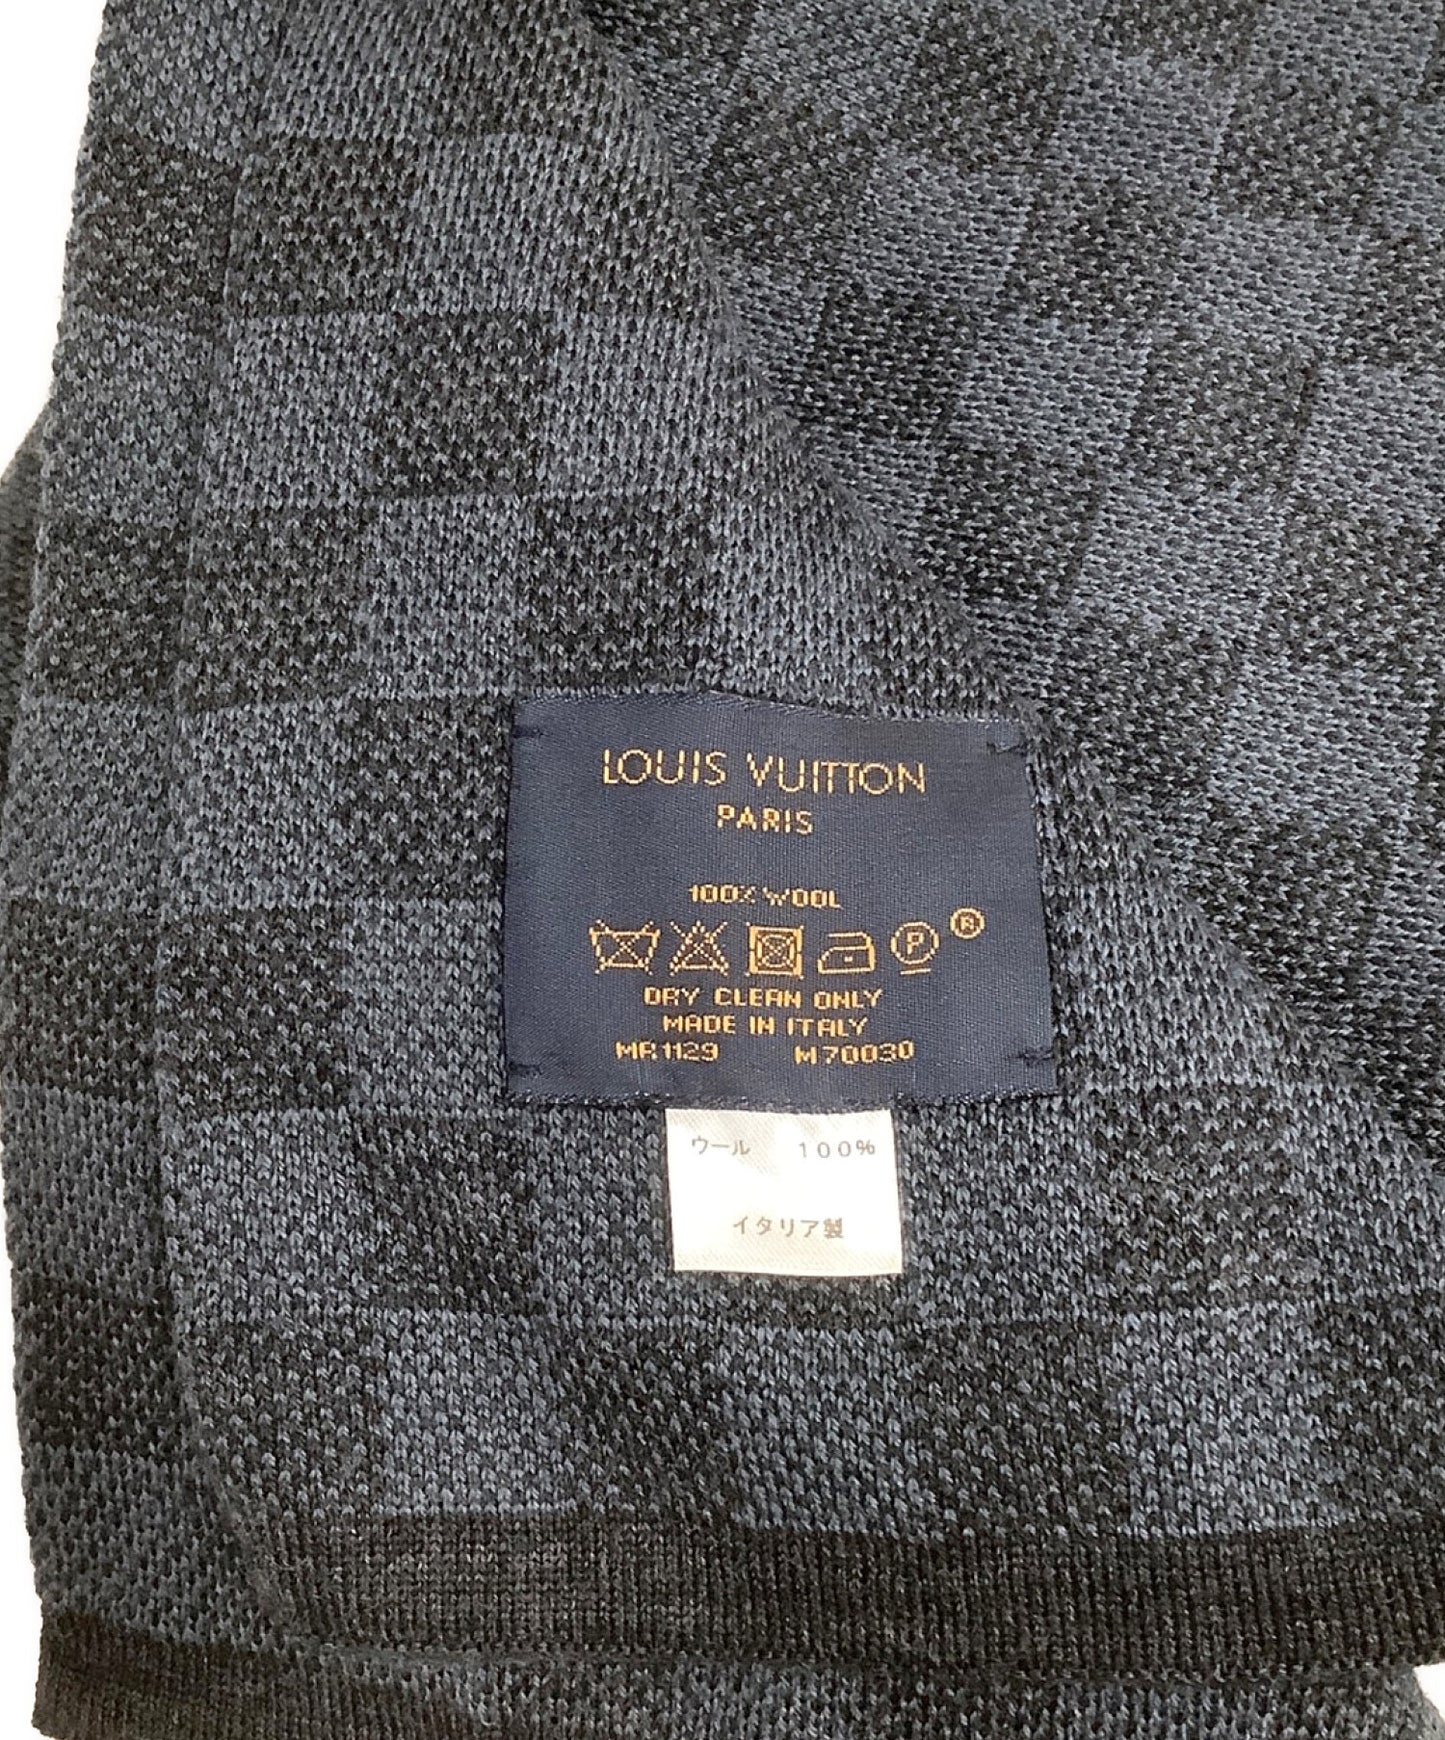 LOUIS VUITTON
PARIS
100% WOOL
P ®
DRY CLEAN ONLY
MADE IN ITALY
MR1129 M70030
ウール 100%
イタリア製